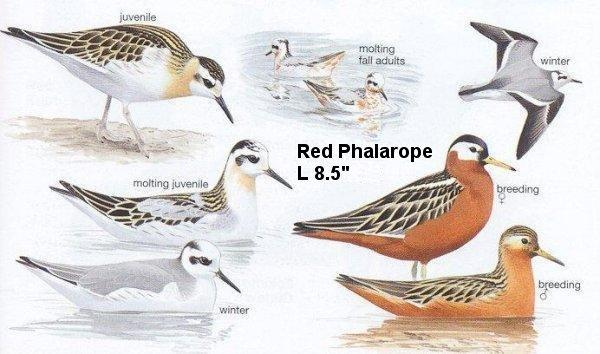 juvenile
molting
fall adults
winter
Red Phalarope
L 8.5"
molting juvenile
breeding
♀
winter
breeding
♂